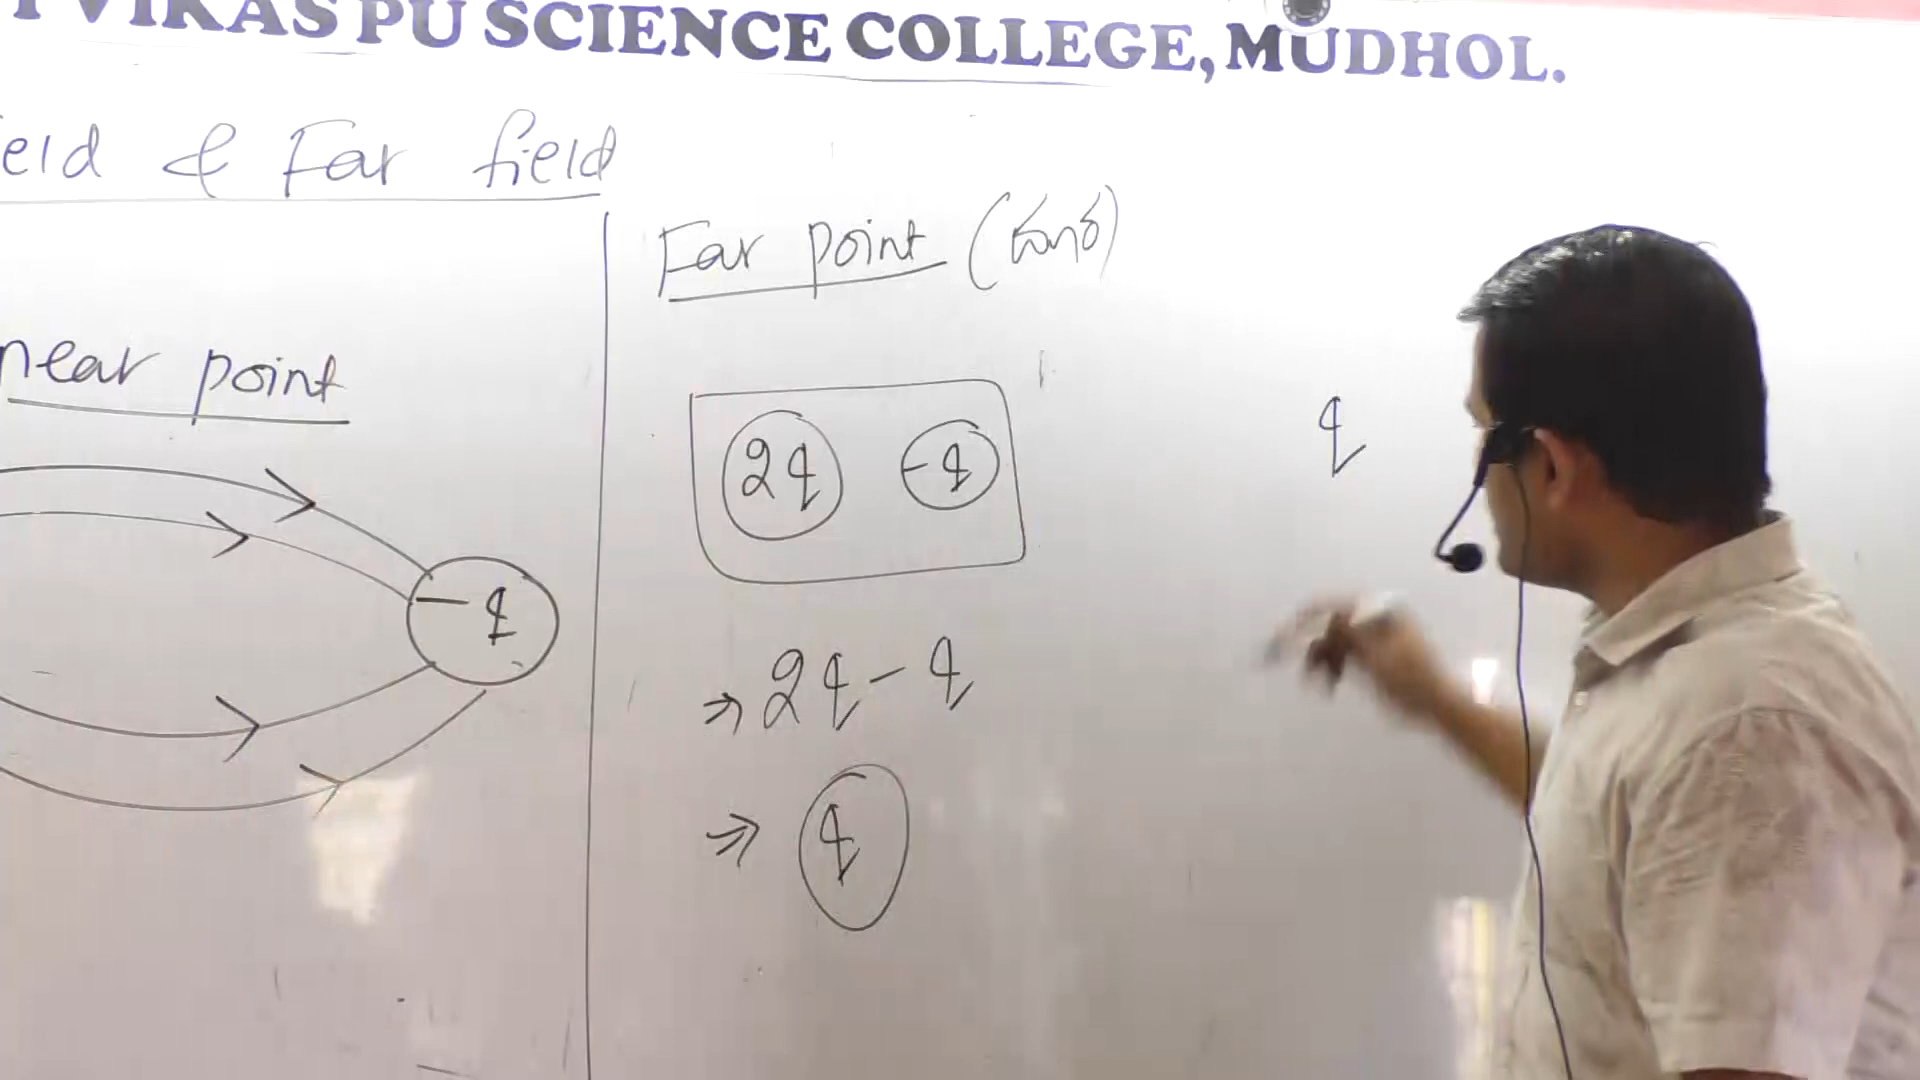 VIKAS PU SCIENCE COLLEGE, MUDHOL.
eld & Far field
near point
- q
Far point (ದೂರ)
2q -q
q
⇒ 2q - q
⇒ q